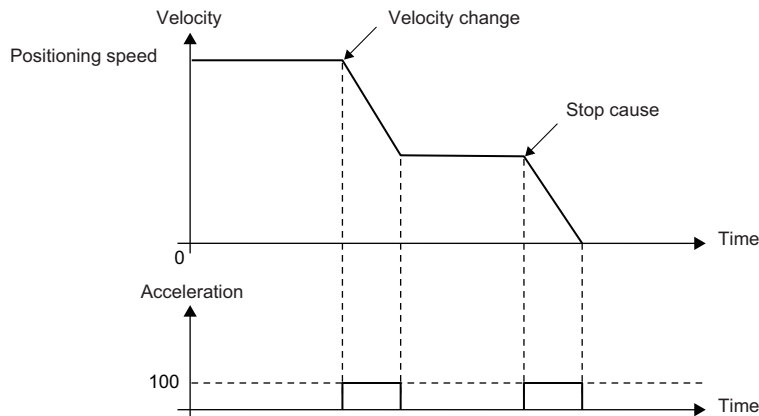 Velocity
Velocity change
Positioning speed
Stop cause
Time
0
Acceleration
100
Time